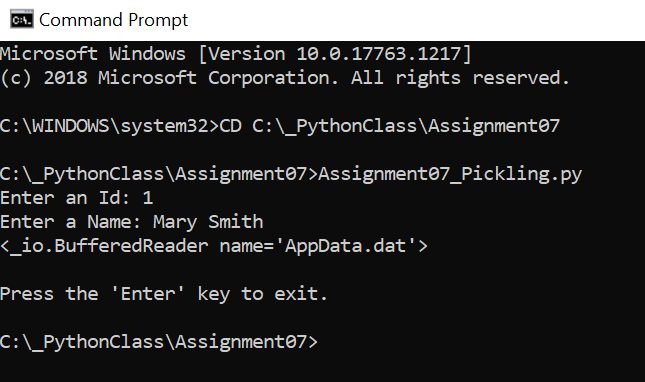 Command Prompt
Microsoft Windows [Version 10.0.17763.1217]
(c) 2018 Microsoft Corporation. All rights reserved.
C:\WINDOWS\system32>CD C:\_PythonClass\Assignment07
C:\_PythonClass\Assignment07>Assignment07_Pickling.py
Enter an Id: 1
Enter a Name: Mary Smith
<_io.BufferedReader name='AppData.dat'>
Press the 'Enter' key to exit.
C:\_PythonClass\Assignment07>